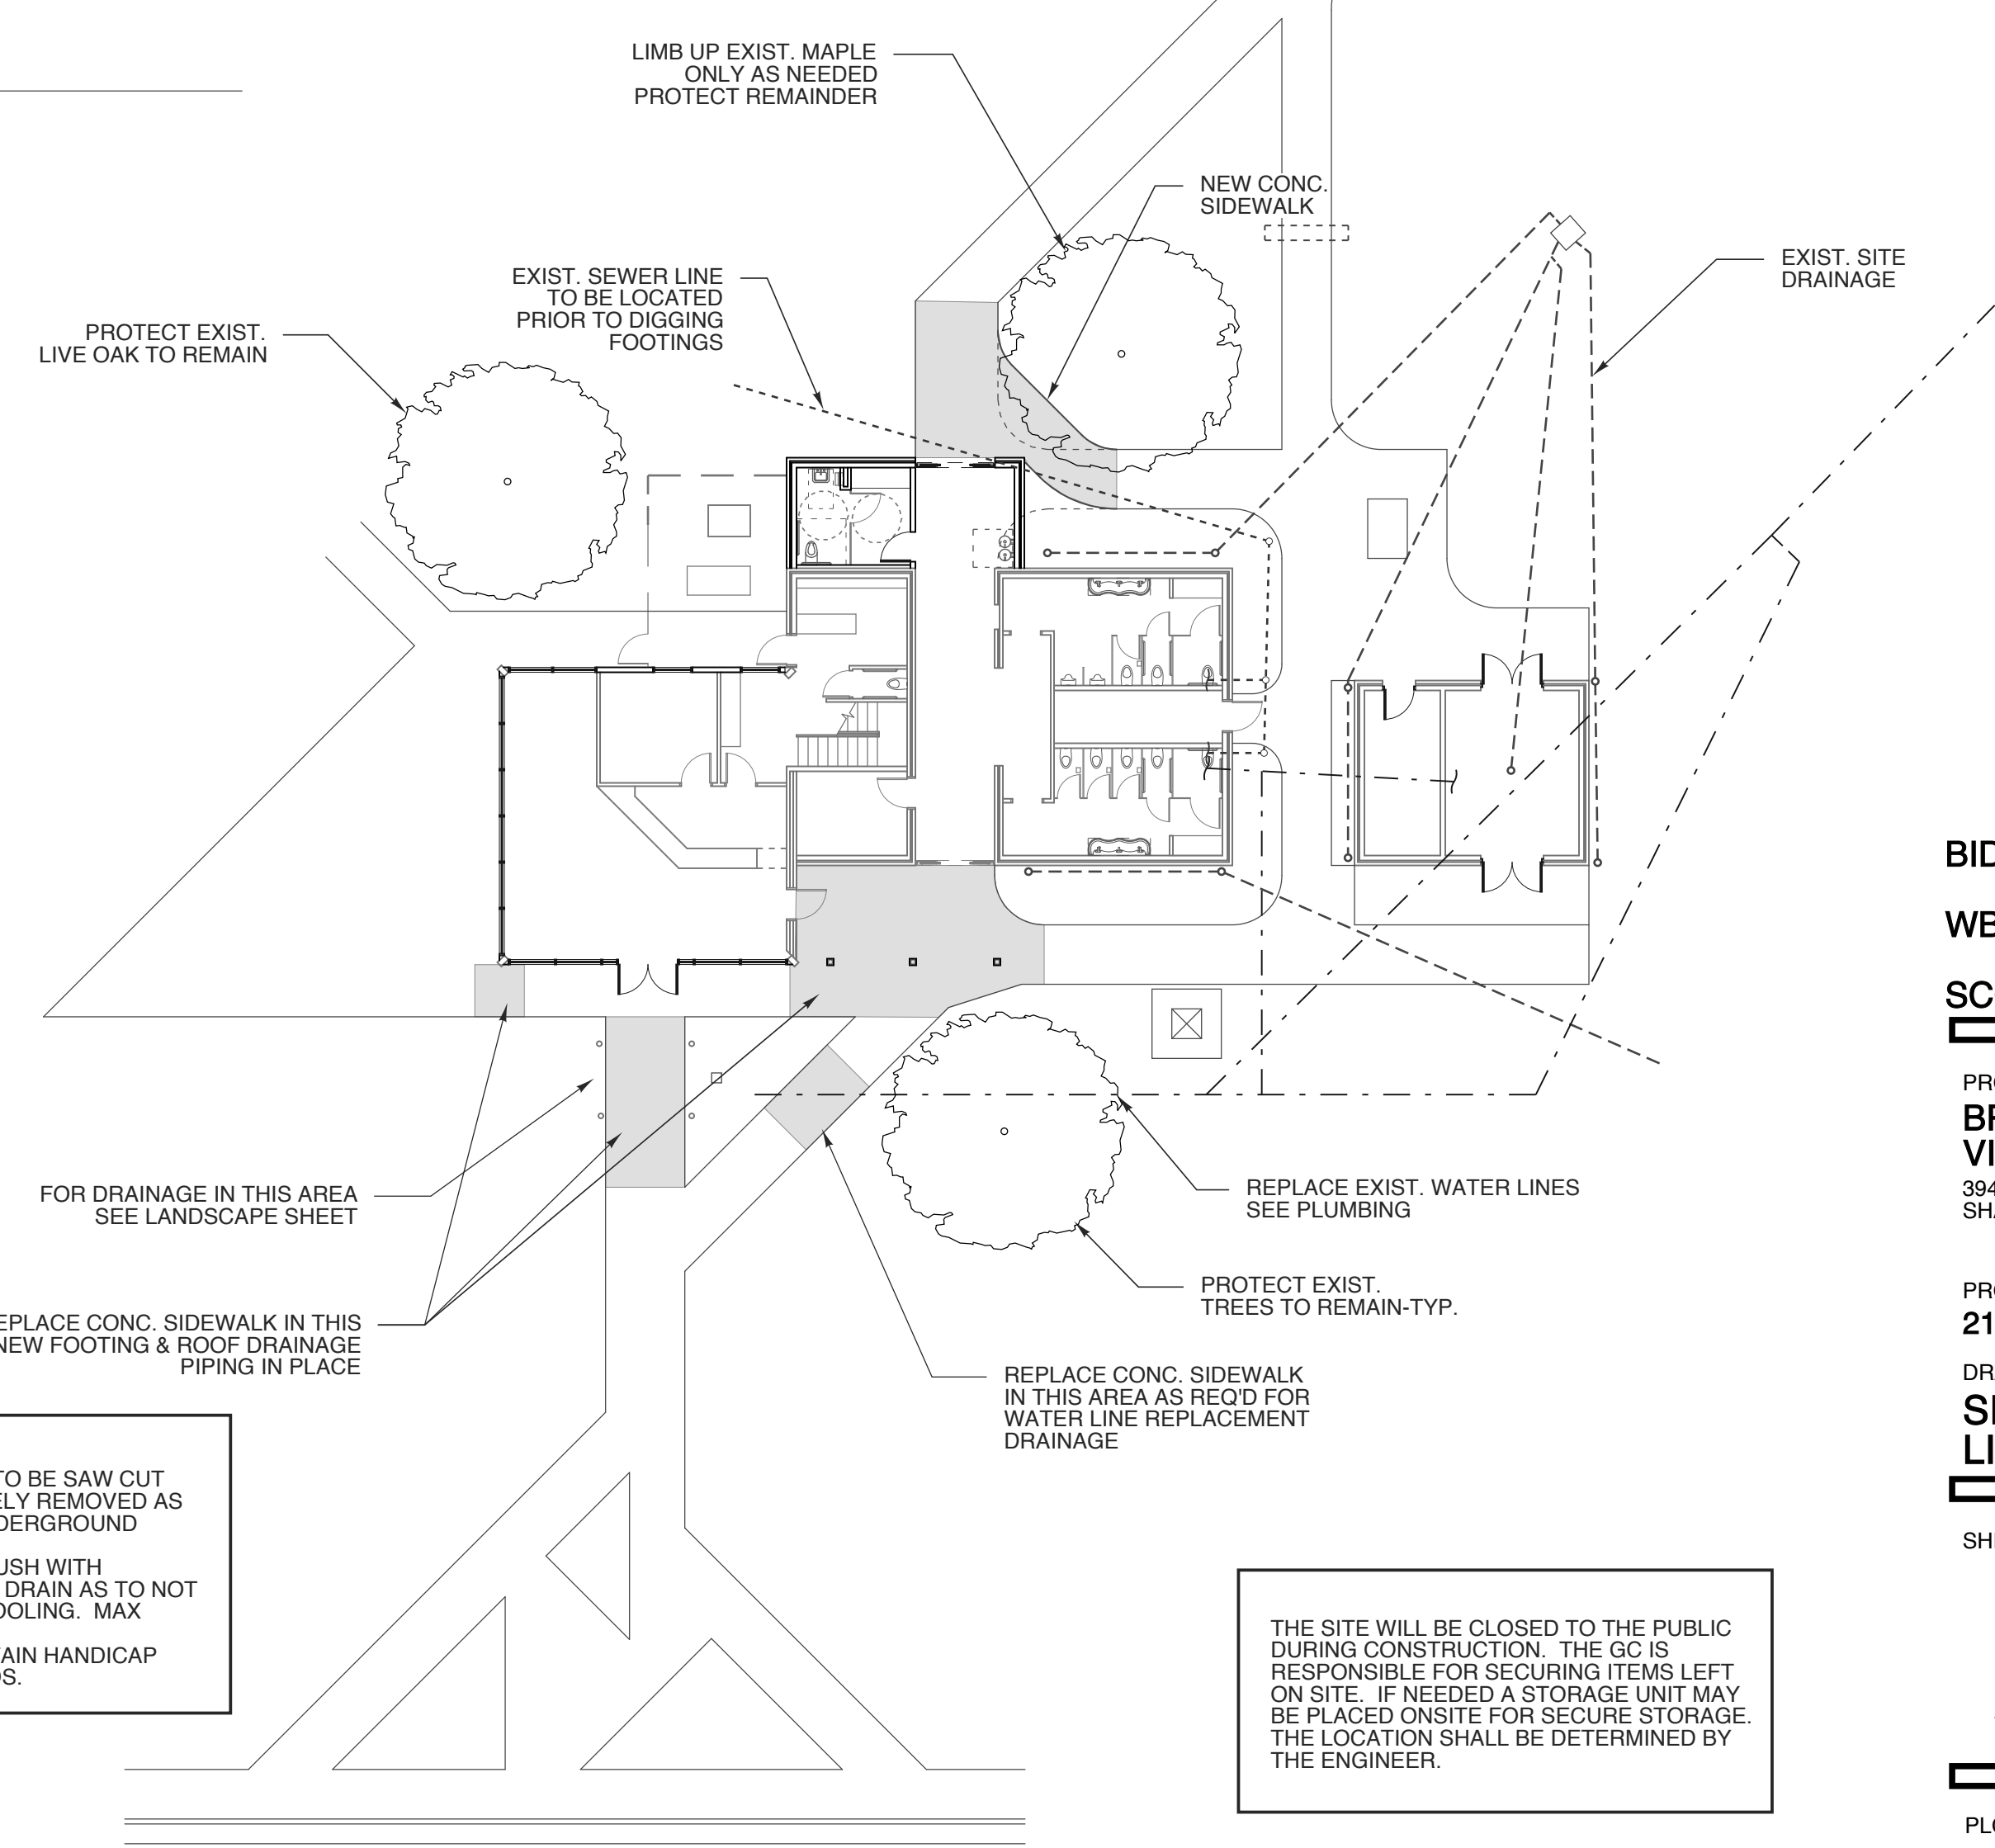 LIMB UP EXIST. MAPLE
ONLY AS NEEDED
PROTECT REMAINDER
NEW CONC.
SIDEWALK
EXIST. SITE
DRAINAGE
EXIST. SEWER LINE
TO BE LOCATED
PRIOR TO DIGGING
FOOTINGS
PROTECT EXIST.
LIVE OAK TO REMAIN
FOR DRAINAGE IN THIS AREA
SEE LANDSCAPE SHEET
REPLACE EXIST. WATER LINES
SEE PLUMBING
PROTECT EXIST.
TREES TO REMAIN-TYP.
EPLACE CONC. SIDEWALK IN THIS
NEW FOOTING & ROOF DRAINAGE
PIPING IN PLACE
REPLACE CONC. SIDEWALK
IN THIS AREA AS REQ'D FOR
WATER LINE REPLACEMENT
DRAINAGE
TO BE SAW CUT
ELY REMOVED AS
DERGROUND
USH WITH
DRAIN AS TO NOT
OOLING. MAX
AIN HANDICAP
OS.
THE SITE WILL BE CLOSED TO THE PUBLIC
DURING CONSTRUCTION. THE GC IS
RESPONSIBLE FOR SECURING ITEMS LEFT
ON SITE. IF NEEDED A STORAGE UNIT MAY
BE PLACED ONSITE FOR SECURE STORAGE.
THE LOCATION SHALL BE DETERMINED BY
THE ENGINEER.
BID
WB
SC
PR
BR
VI
394
SHA
PR
21
DR
SI
LI
SH
PL